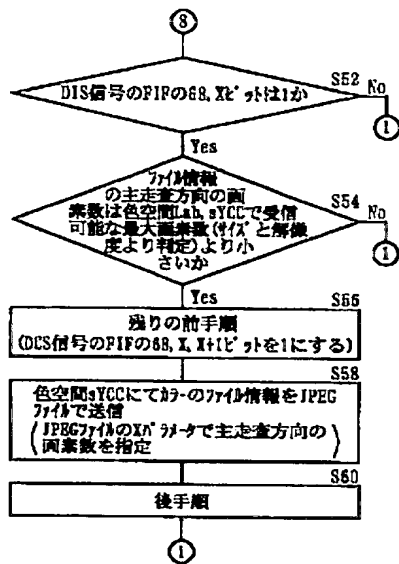 8
S52
DIS信号のFIFの68,Xビットは1か
No
1
Yes
S54
ファイル情報
の主走査方向の画
素数は色空間Lab,sYCCで受信
可能な最大画素数(サイズと解像
度より判定)より小
さいか
No
1
Yes
S56
残りの前手順
(DCS信号のFIFの68,X,X+1ビットを1にする)
S58
色空間sYCCにてカラーのファイル情報をJPEG
ファイルで送信
(JPEGファイルのXパラメータで主走査方向の
画素数を指定)
S60
後手順
1